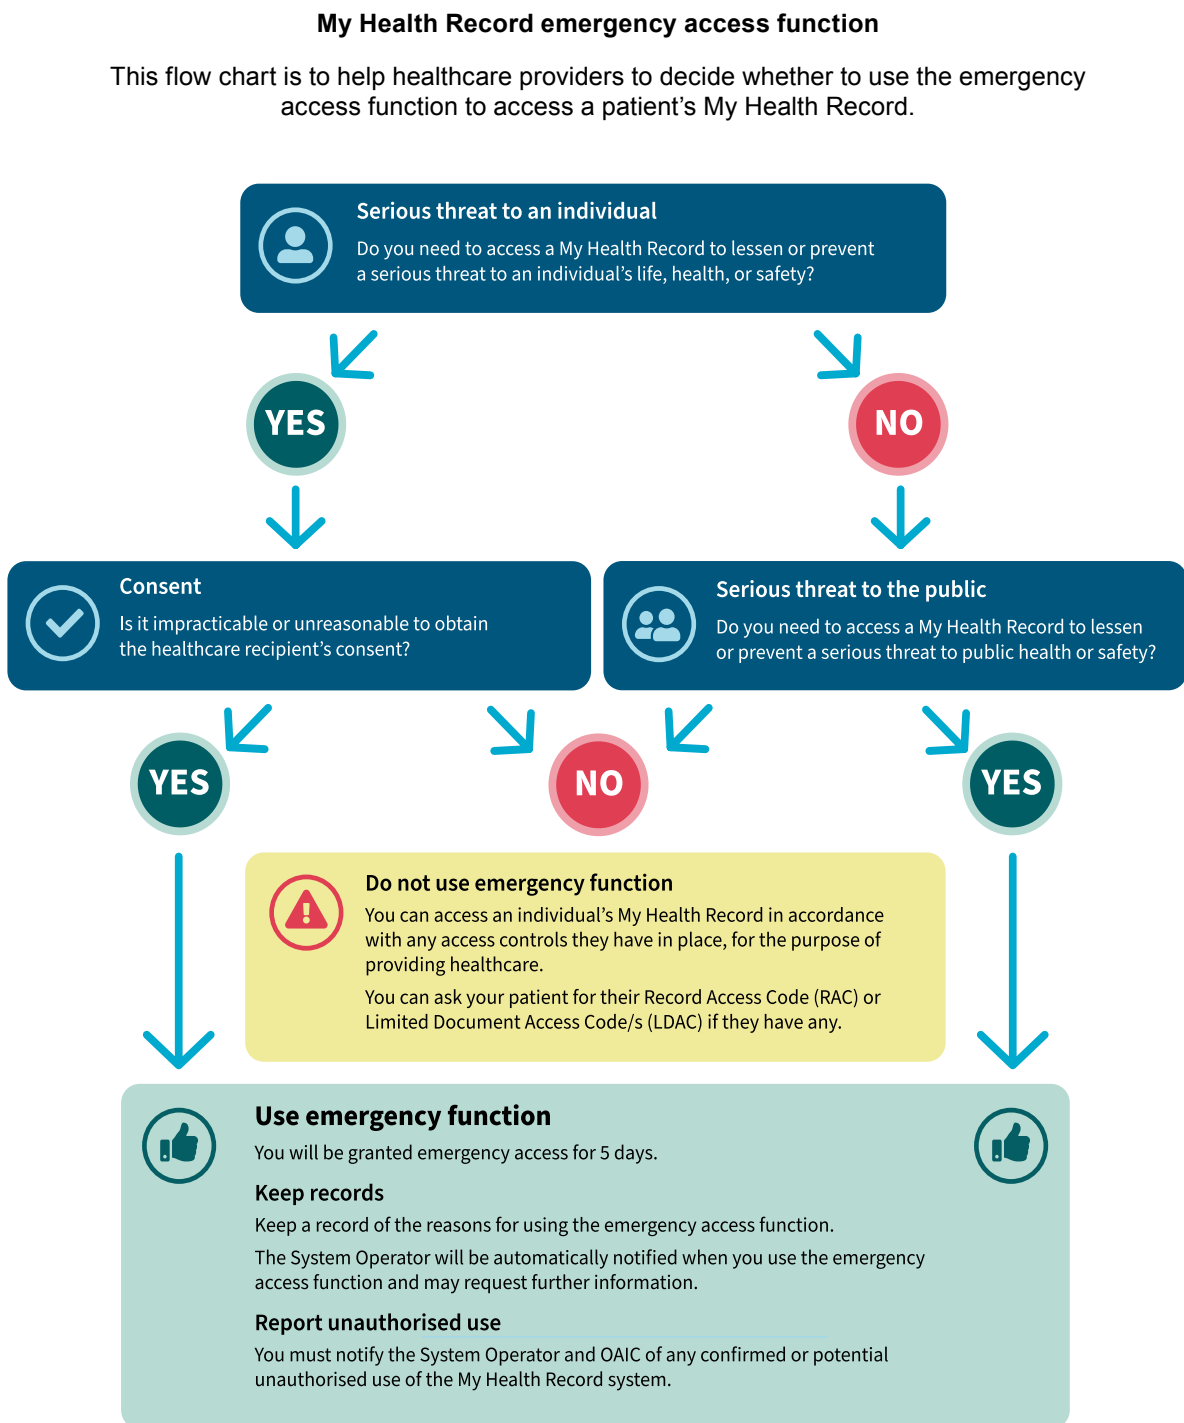 My Health Record emergency access function
This flow chart is to help healthcare providers to decide whether to use the emergency
access function to access a patient’s My Health Record.
Serious threat to an individual
Do you need to access a My Health Record to lessen or prevent
a serious threat to an individual’s life, health, or safety?
YES
NO
Consent
Is it impracticable or unreasonable to obtain
the healthcare recipient’s consent?
Serious threat to the public
Do you need to access a My Health Record to lessen
or prevent a serious threat to public health or safety?
YES
NO
YES
Do not use emergency function
You can access an individual’s My Health Record in accordance
with any access controls they have in place, for the purpose of
providing healthcare.
You can ask your patient for their Record Access Code (RAC) or
Limited Document Access Code/s (LDAC) if they have any.
Use emergency function
You will be granted emergency access for 5 days.
Keep records
Keep a record of the reasons for using the emergency access function.
The System Operator will be automatically notified when you use the emergency
access function and may request further information.
Report unauthorised use
You must notify the System Operator and OAIC of any confirmed or potential
unauthorised use of the My Health Record system.